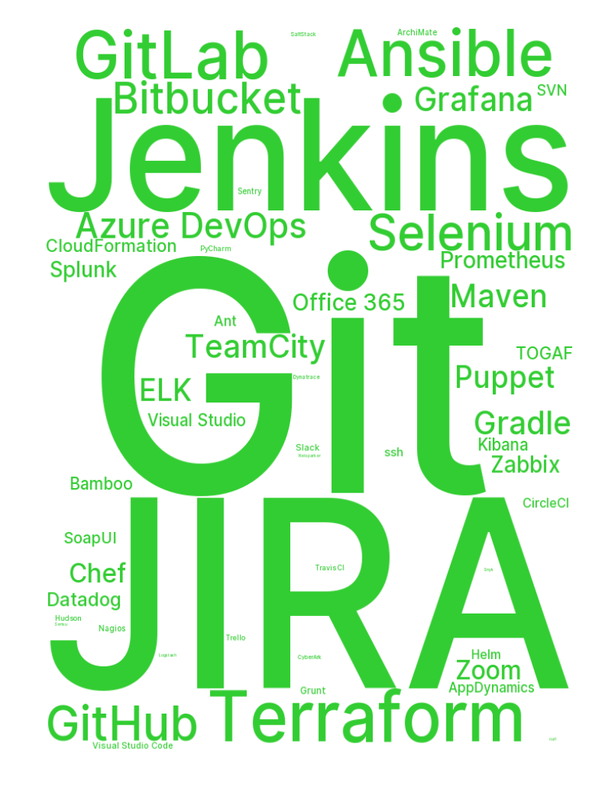 SaltStack
ArchiMate
GitLab
Ansible
Bitbucket
Grafana
SVN
Jenkins
Sentry
Azure DevOps
Selenium
CloudFormation
PyCharm
Prometheus
Splunk
Git
Office 365
Maven
Ant
TeamCity
TOGAF
Dynatrace
Puppet
ELK
Visual Studio
Gradle
Slack
Kibana
ssh
Zabbix
Bamboo
JIRA
CircleCI
SoapUI
TravisCI
Chef
Datadog
Hudson
Nagios
Trello
Logstash
CyberArk
Helm
Zoom
Grunt
AppDynamics
GitHub
Terraform
Visual Studio Code